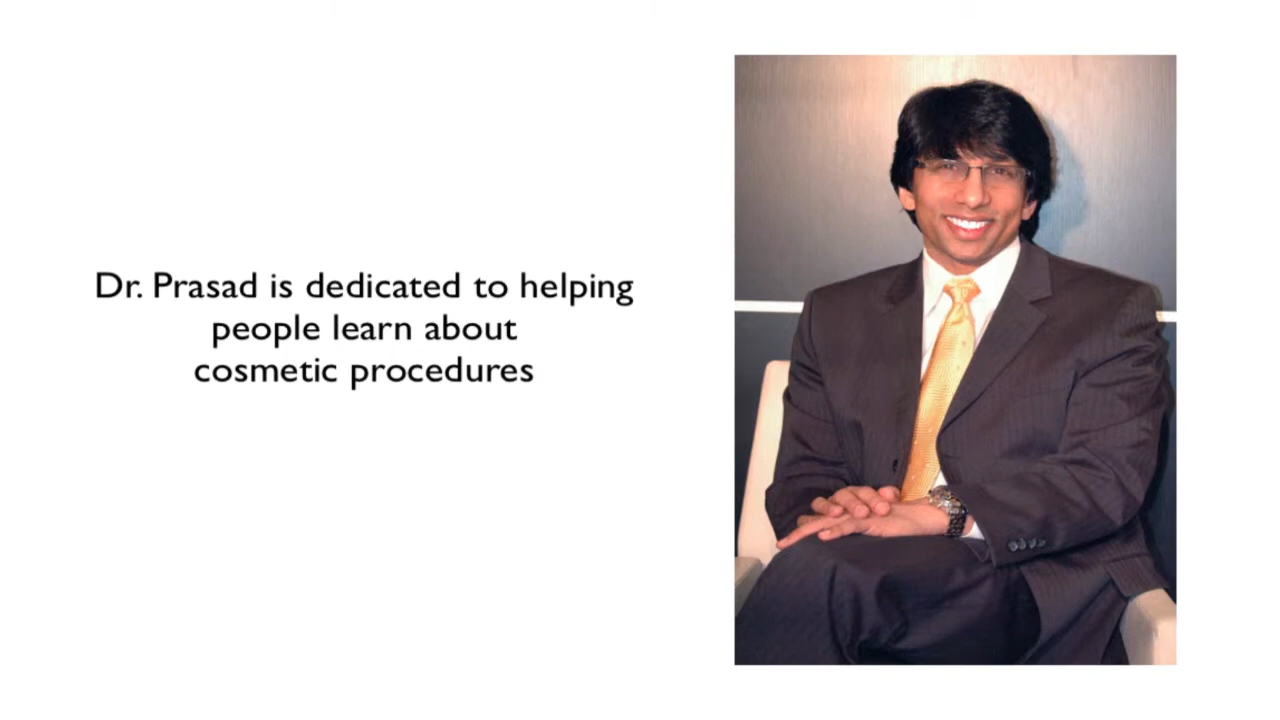 Dr. Prasad is dedicated to helping
people learn about
cosmetic procedures